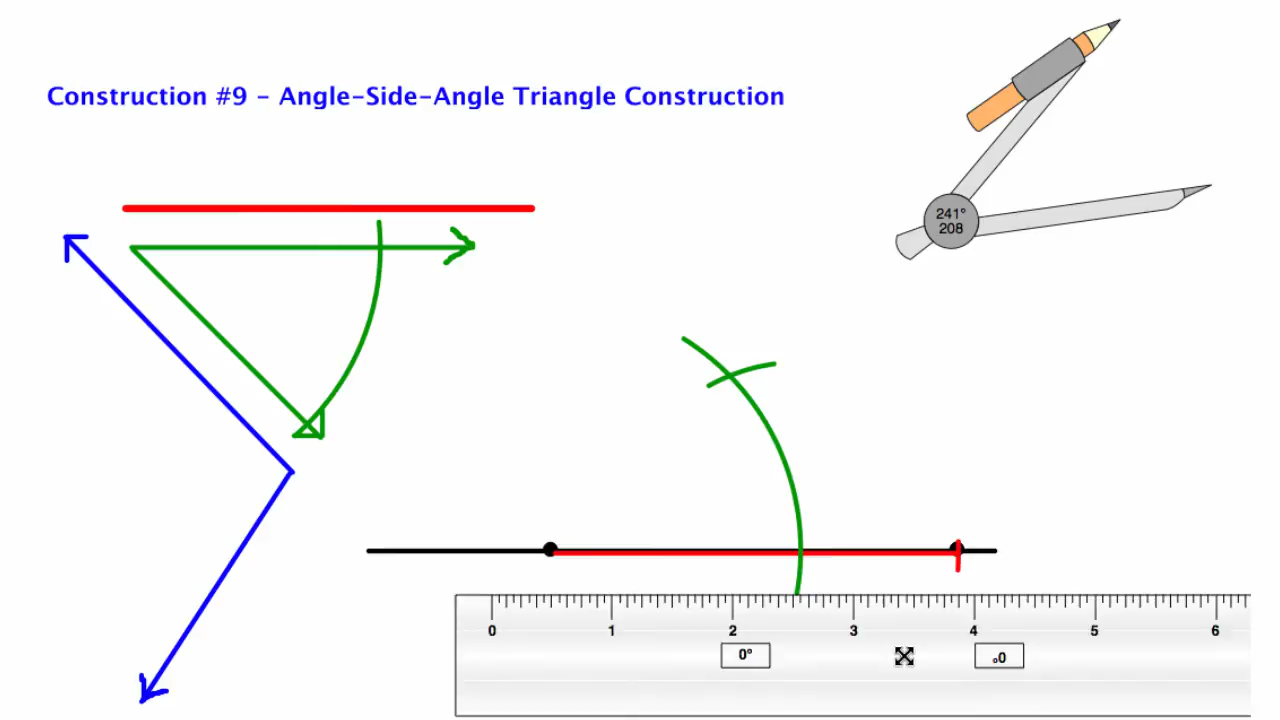 Construction #9 - Angle-Side-Angle Triangle Construction
241°
208
0 1 2 3 4 5 6
0° 0°